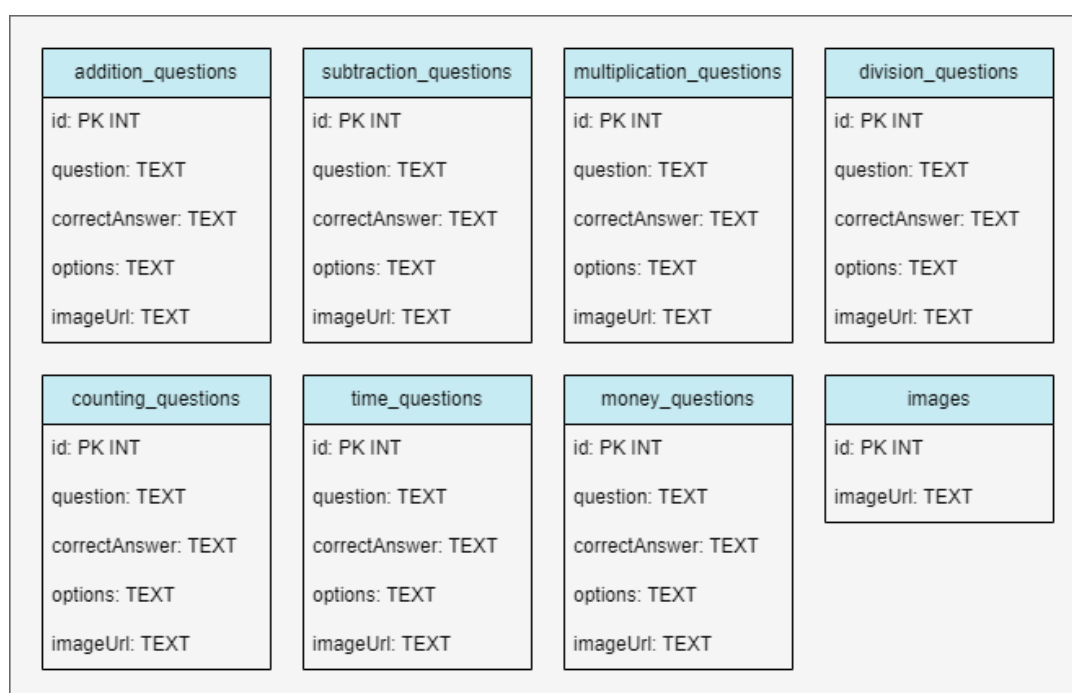 addition_questions
id: PK INT
question: TEXT
correctAnswer: TEXT
options: TEXT
imageUrl: TEXT
subtraction_questions
id: PK INT
question: TEXT
correctAnswer: TEXT
options: TEXT
imageUrl: TEXT
multiplication_questions
id: PK INT
question: TEXT
correctAnswer: TEXT
options: TEXT
imageUrl: TEXT
division_questions
id: PK INT
question: TEXT
correctAnswer: TEXT
options: TEXT
imageUrl: TEXT
counting_questions
id: PK INT
question: TEXT
correctAnswer: TEXT
options: TEXT
imageUrl: TEXT
time_questions
id: PK INT
question: TEXT
correctAnswer: TEXT
options: TEXT
imageUrl: TEXT
money_questions
id: PK INT
question: TEXT
correctAnswer: TEXT
options: TEXT
imageUrl: TEXT
images
id: PK INT
imageUrl: TEXT